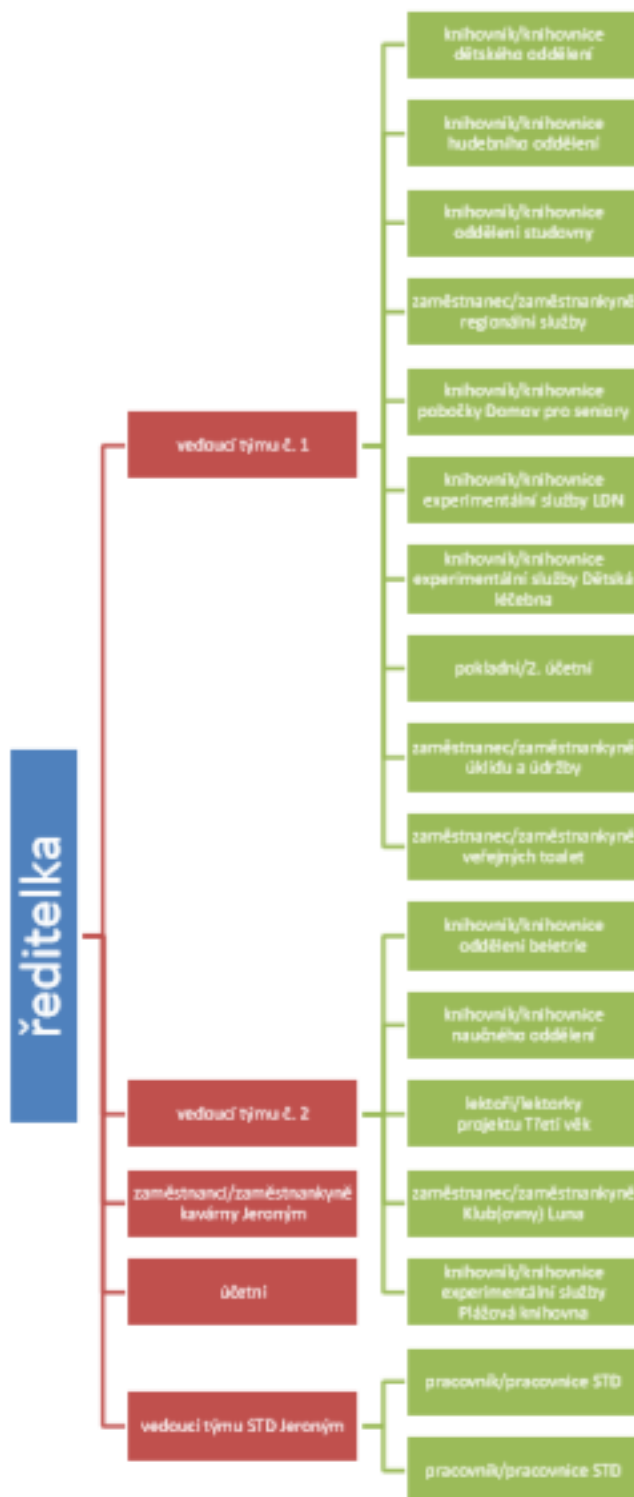 ředitelka
vedoucí týmu č. 1
knihovník/knihovnice
dětského oddělení
knihovník/knihovnice
hudebního oddělení
knihovník/knihovnice
oddělení studovny
zaměstnanec/zaměstnankyně
regionální služby
knihovník/knihovnice
pobočky Domov pro seniory
knihovník/knihovnice
experimentální služby LDN
knihovník/knihovnice
experimentální služby Dětská
léčebna
pokladní/2. účetní
zaměstnanec/zaměstnankyně
úklidu a údržby
zaměstnanec/zaměstnankyně
veřejných toalet
vedoucí týmu č. 2
knihovník/knihovnice
oddělení beletrie
knihovník/knihovnice
naučného oddělení
lektoři/lektorky
projektu Třetí věk
zaměstnanec/zaměstnankyně
Klub(ovny) Luna
knihovník/knihovnice
experimentální služby
Plážová knihovna
zaměstnanci/zaměstnankyně
kavárny Jeroným
účetní
vedoucí týmu STD Jeroným
pracovník/pracovnice STD
pracovník/pracovnice STD